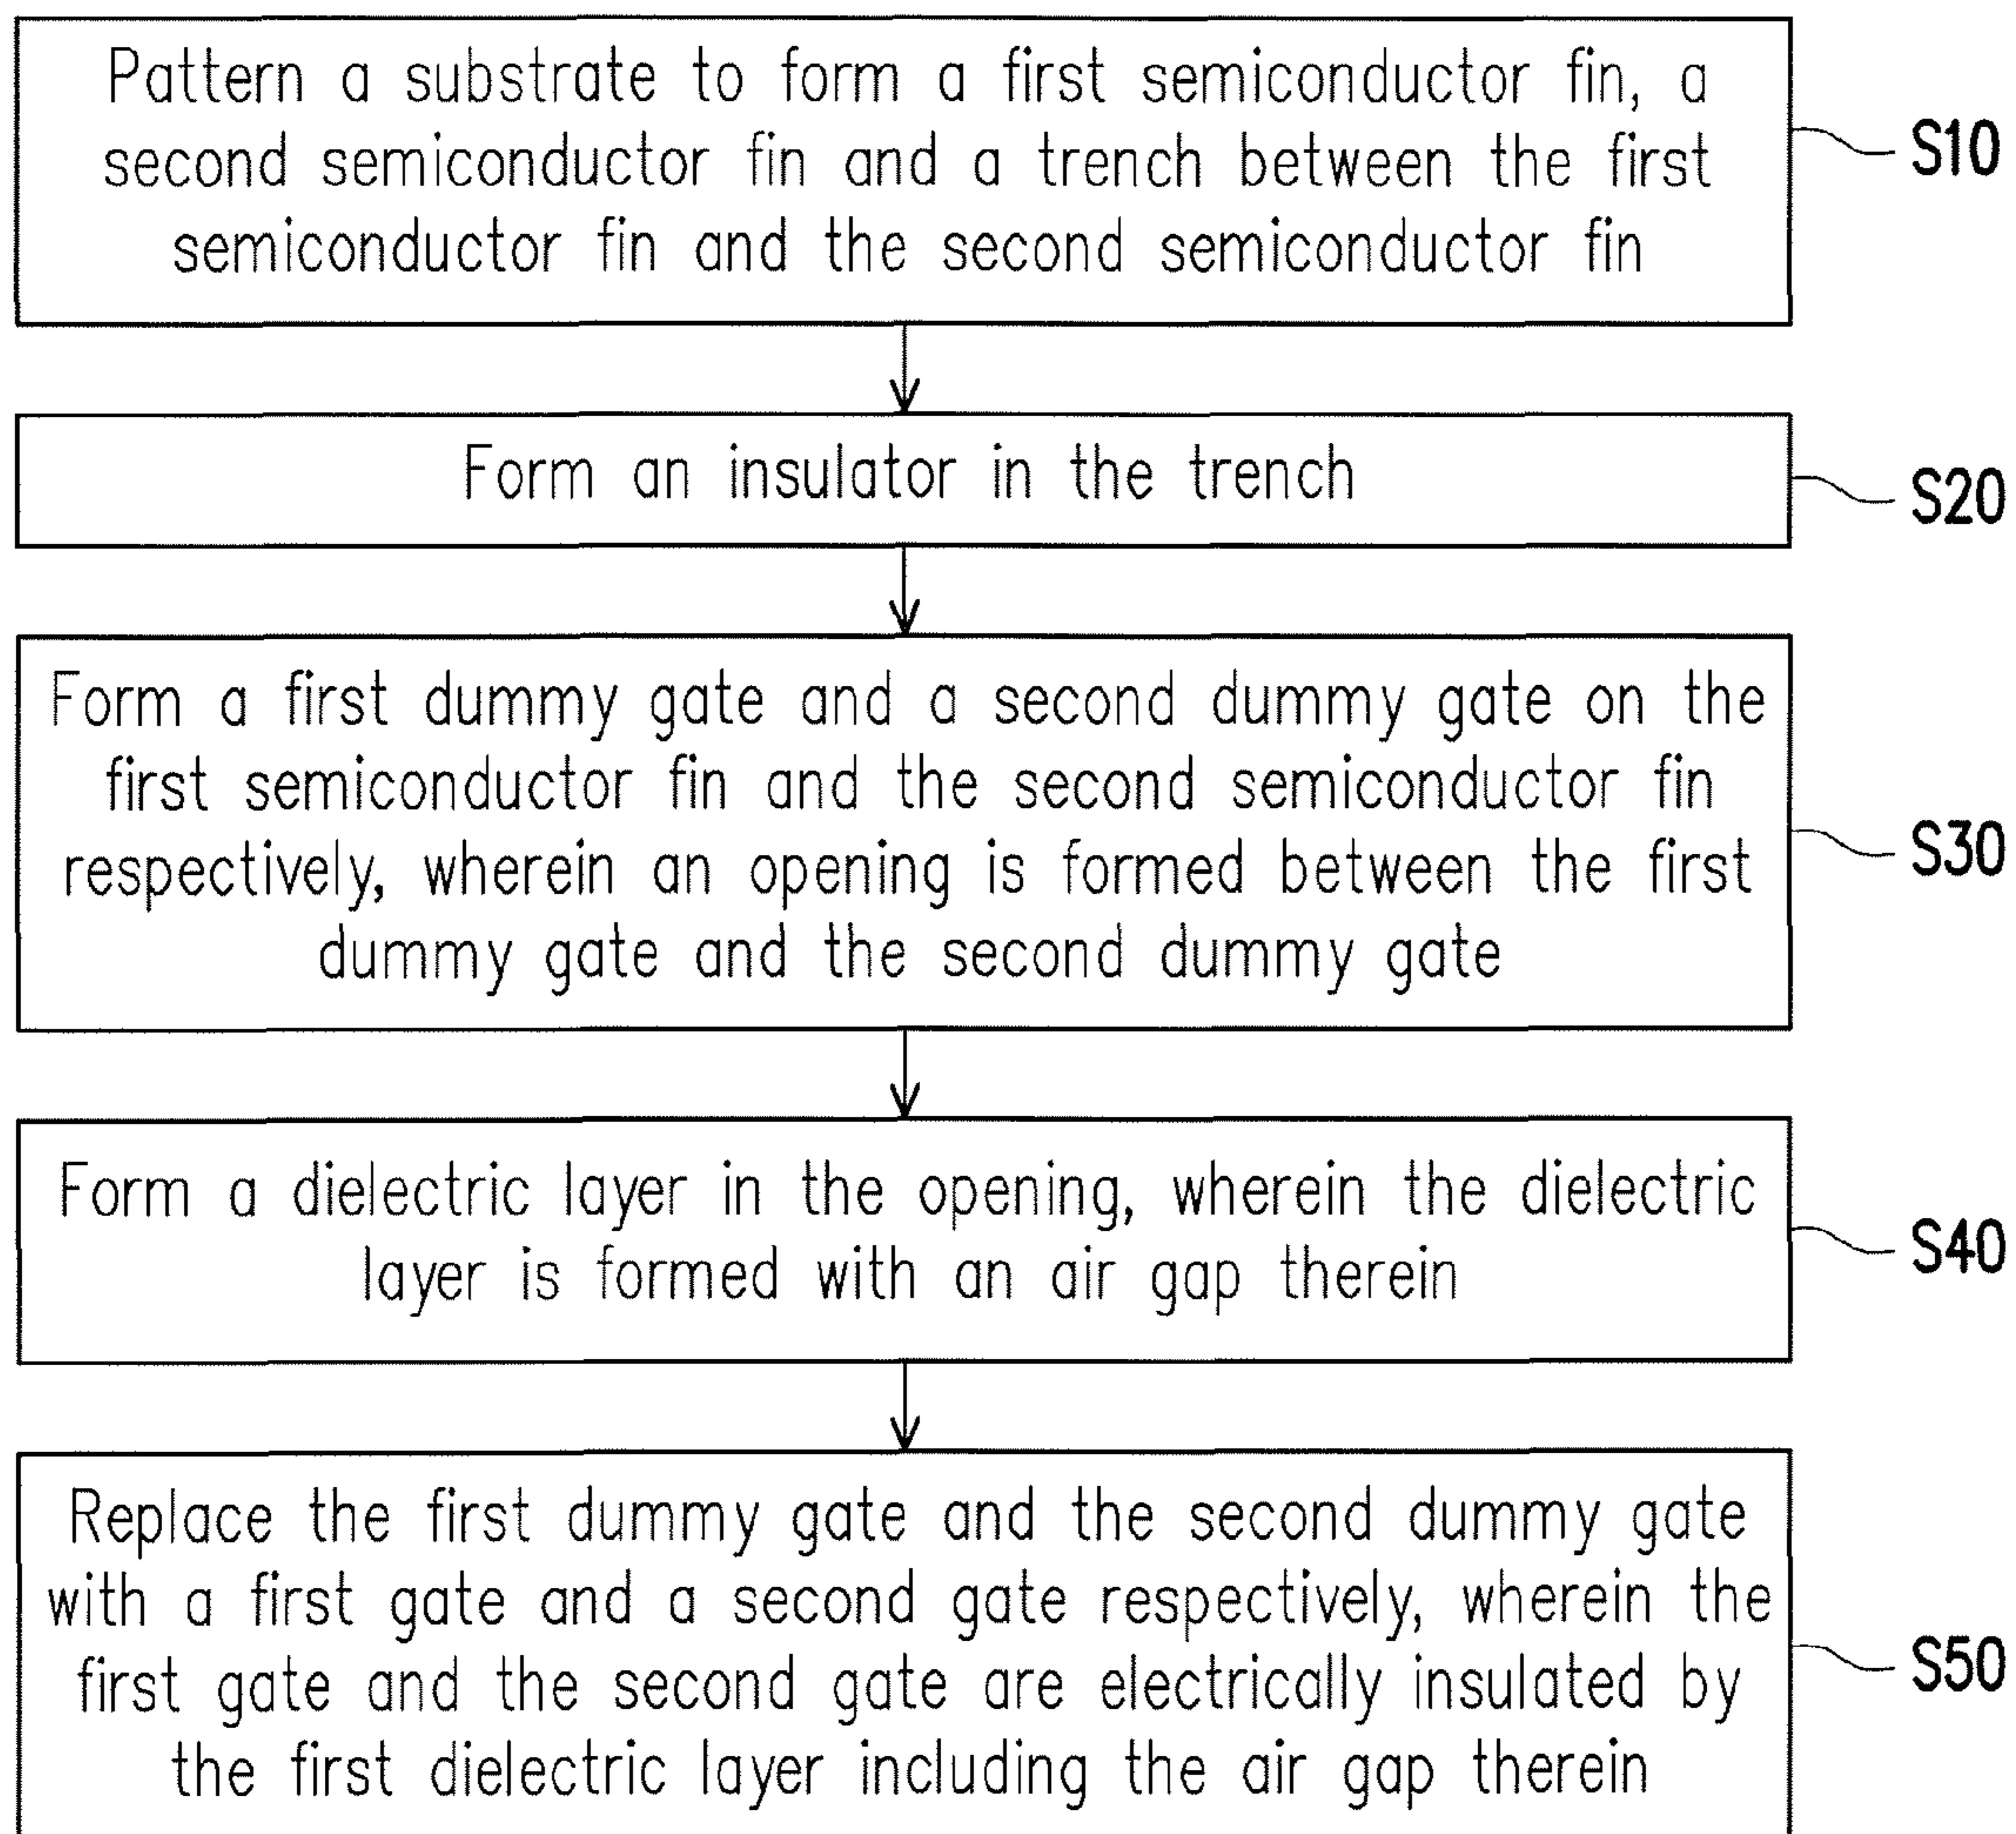 Pattern a substrate to form a first semiconductor fin, a
second semiconductor fin and a trench between the first
semiconductor fin and the second semiconductor fin
S10
Form an insulator in the trench
S20
Form a first dummy gate and a second dummy gate on the
first semiconductor fin and the second semiconductor fin
respectively, wherein an opening is formed between the first
dummy gate and the second dummy gate
S30
Form a dielectric layer in the opening, wherein the dielectric
layer is formed with an air gap therein
S40
Replace the first dummy gate and the second dummy gate
with a first gate and a second gate respectively, wherein the
first gate and the second gate are electrically insulated by
the first dielectric layer including the air gap therein
S50